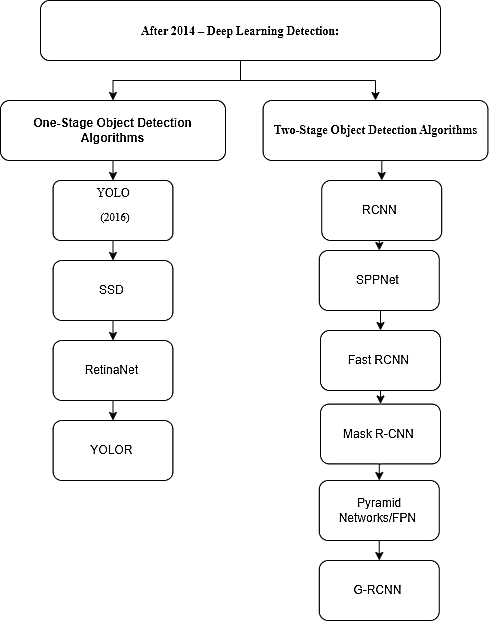 After 2014 – Deep Learning Detection:
One-Stage Object Detection
Algorithms
YOLO
(2016)
SSD
RetinaNet
YOLOR
Two-Stage Object Detection Algorithms
RCNN
SPPNet
Fast RCNN
Mask R-CNN
Pyramid
Networks/FPN
G-RCNN